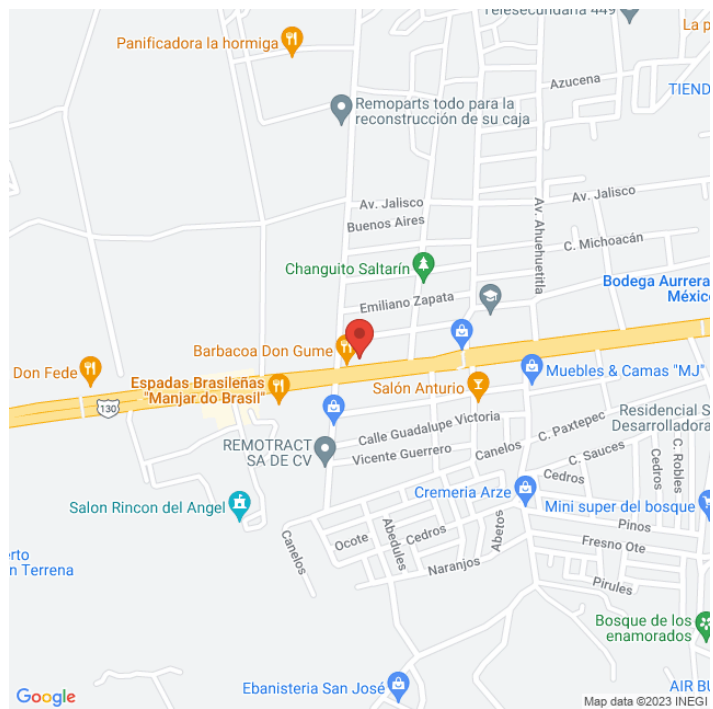 Telesecundaria 449
La p
Panificadora la hormiga
Azucena
TIEND
Remoparts todo para la
reconstrucción de su caja
Av. Jalisco
Av. Jalisco
Buenos Aires
Av. Ahuehuetitla
C. Michoacán
Changuito Saltarín
Bodega Aurrera
Méxic
Emiliano Zapata
Barbacoa Don Gume
Don Fede
Espadas Brasileñas
"Manjar do Brasil"
Muebles & Camas "MJ"
Salón Anturio
130
Calle Guadalupe Victoria
Residencial S
Desarrolladora
REMOTRACT
SA DE CV
Vicente Guerrero
Canelos
C. Paxtepec
C. Sauces
Cedros
Cedros
C. Robles
Cremeria Arze
Salon Rincon del Angel
Mini super del bosque
Pinos
Canelos
Ocote
Abedules
Cedros
Abetos
Fresno Ote
Naranjos
erto
n Terrena
Pirules
Bosque de los
enamorados
Ebanisteria San José
AIR BU
Google
Map data ©2023 INEGI